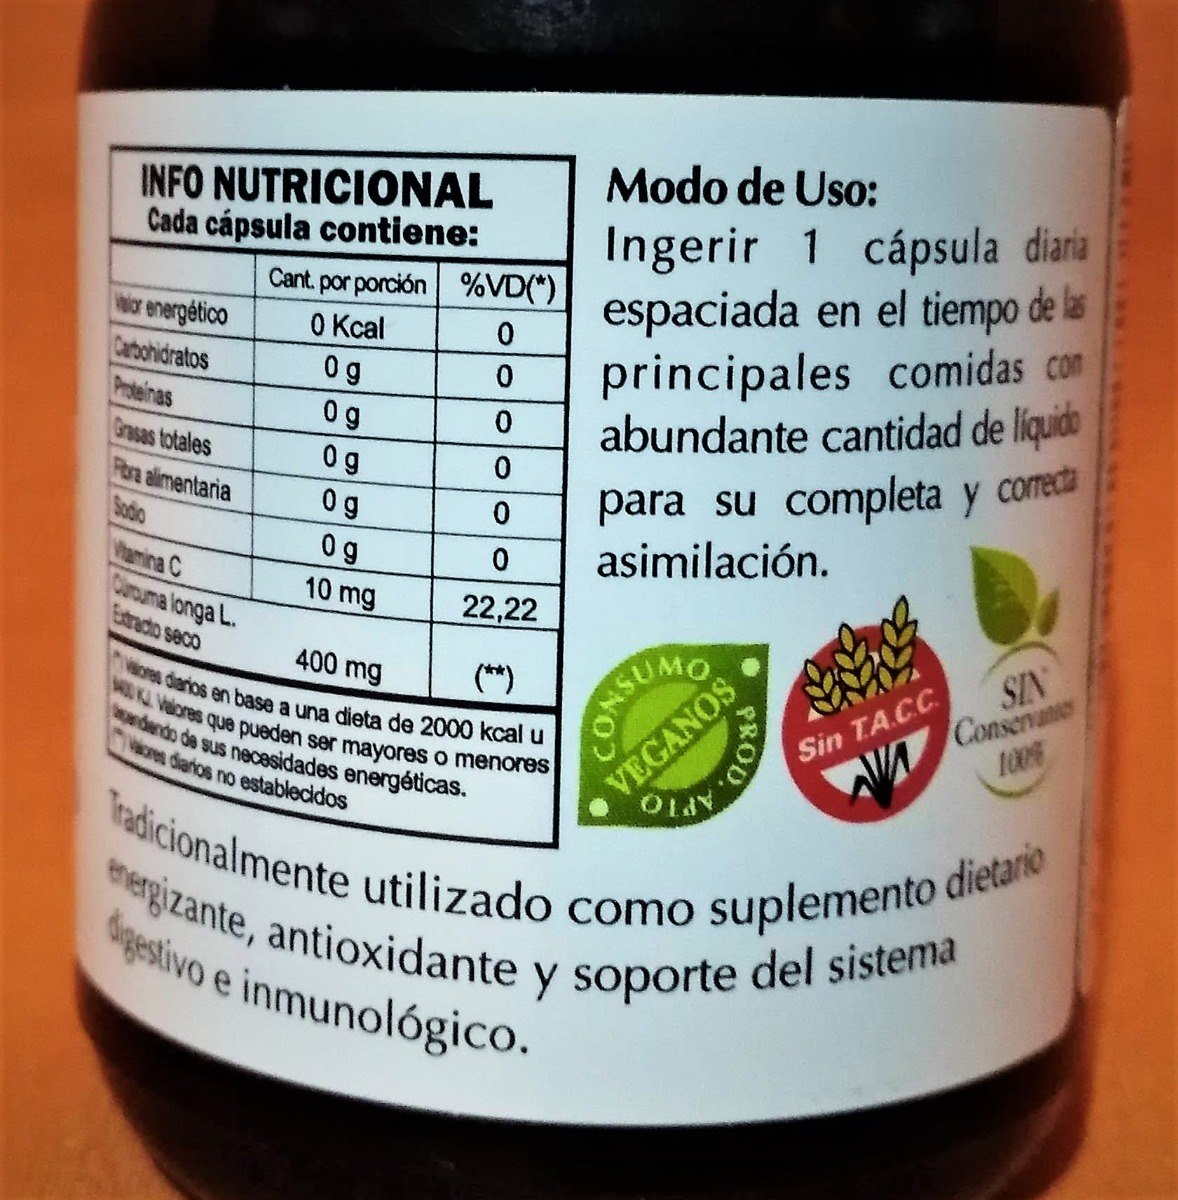 INFO NUTRICIONAL
Cada cápsula contiene:
Cant. por porción %VD(*)
Valor energético 0 Kcal 0
Carbohidratos 0 g 0
Proteínas 0 g 0
Grasas totales 0 g 0
Fibra alimentaria 0 g 0
Sodio 0 g 0
Vitamina C 10 mg 22,22
Cúrcuma longa L.
Extracto seco 400 mg (**)
(*) Valores diarios en base a una dieta de 2000 kcal u
8400 KJ. Valores que pueden ser mayores o menores
dependiendo de sus necesidades energéticas.
(**) Valores diarios no establecidos
Modo de Uso:
Ingerir 1 cápsula diaria
espaciada en el tiempo de las
principales comidas con
abundante cantidad de líquido
para su completa y correcta
asimilación.
CONSUMO
VEGANOS
PROD. APTO
Sin T.A.C.C.
SIN
Conservantes
100%
Tradicionalmente utilizado como suplemento dietario
energizante, antioxidante y soporte del sistema
digestivo e inmunológico.